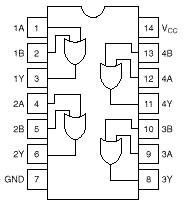 1A 1 14 VCC
1B 2 13 4B
1Y 3 12 4A
2A 4 11 4Y
2B 5 10 3B
2Y 6 9 3A
GND 7 8 3Y